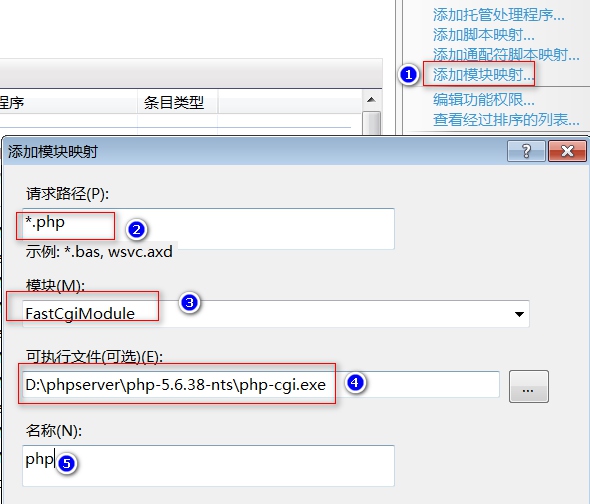 添加托管处理程序...
添加脚本映射...
添加通配符脚本映射...
1 添加模块映射...
编辑功能权限...
查看经过排序的列表...
程序 条目类型
添加模块映射
请求路径(P):
*.php 2
示例: *.bas, wsvc.axd
模块(M):
FastCgiModule 3
可执行文件(可选)(E):
D:\phpserver\php-5.6.38-nts\php-cgi.exe 4 ...
名称(N):
php 5